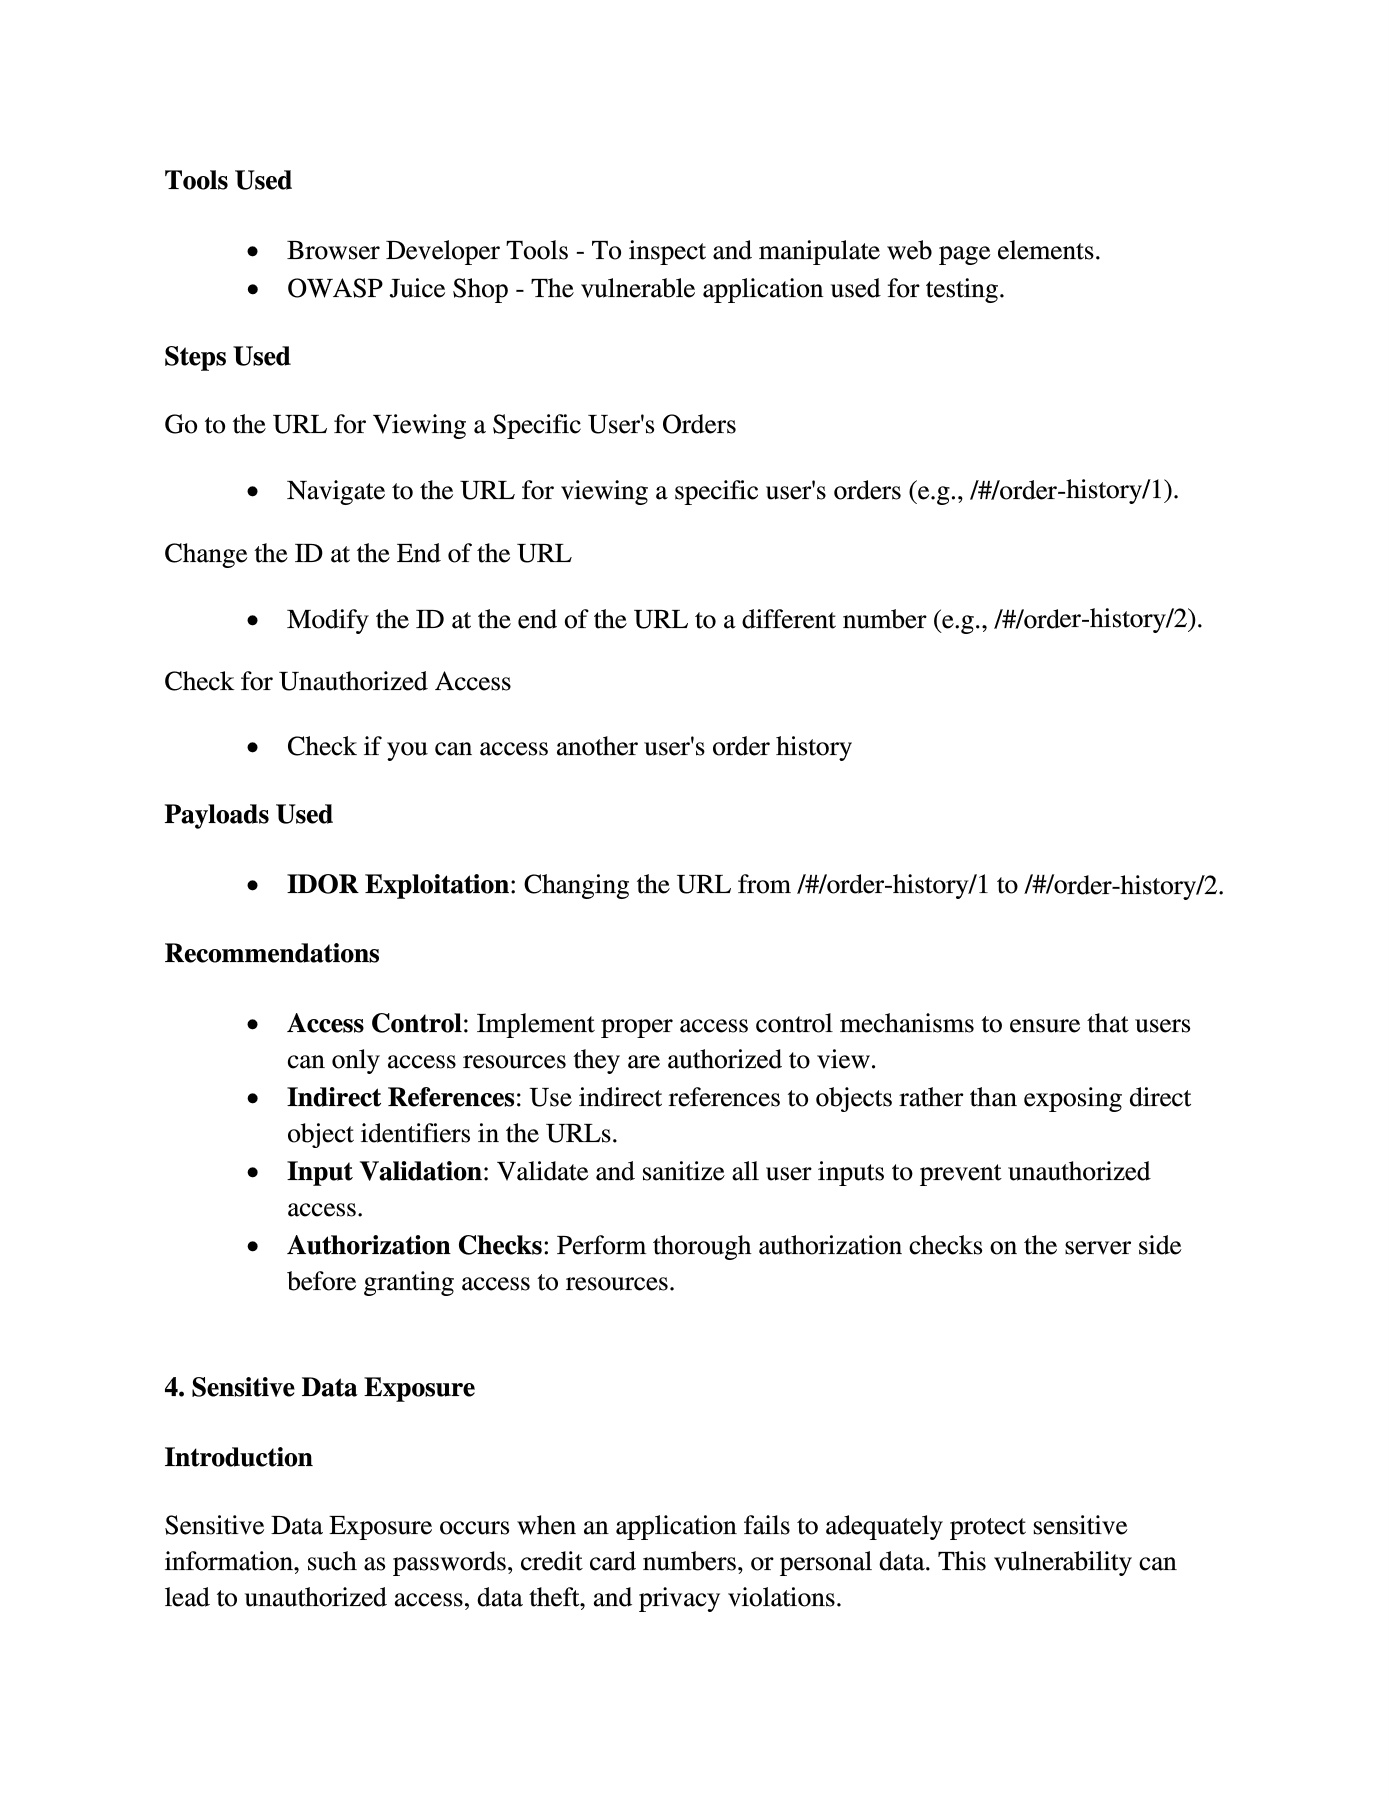 Tools Used
• Browser Developer Tools - To inspect and manipulate web page elements.
• OWASP Juice Shop - The vulnerable application used for testing.
Steps Used
Go to the URL for Viewing a Specific User's Orders
• Navigate to the URL for viewing a specific user's orders (e.g., /#/order-history/1).
Change the ID at the End of the URL
• Modify the ID at the end of the URL to a different number (e.g., /#/order-history/2).
Check for Unauthorized Access
• Check if you can access another user's order history
Payloads Used
• IDOR Exploitation: Changing the URL from /#/order-history/1 to /#/order-history/2.
Recommendations
• Access Control: Implement proper access control mechanisms to ensure that users
can only access resources they are authorized to view.
• Indirect References: Use indirect references to objects rather than exposing direct
object identifiers in the URLs.
• Input Validation: Validate and sanitize all user inputs to prevent unauthorized
access.
• Authorization Checks: Perform thorough authorization checks on the server side
before granting access to resources.
4. Sensitive Data Exposure
Introduction
Sensitive Data Exposure occurs when an application fails to adequately protect sensitive
information, such as passwords, credit card numbers, or personal data. This vulnerability can
lead to unauthorized access, data theft, and privacy violations.